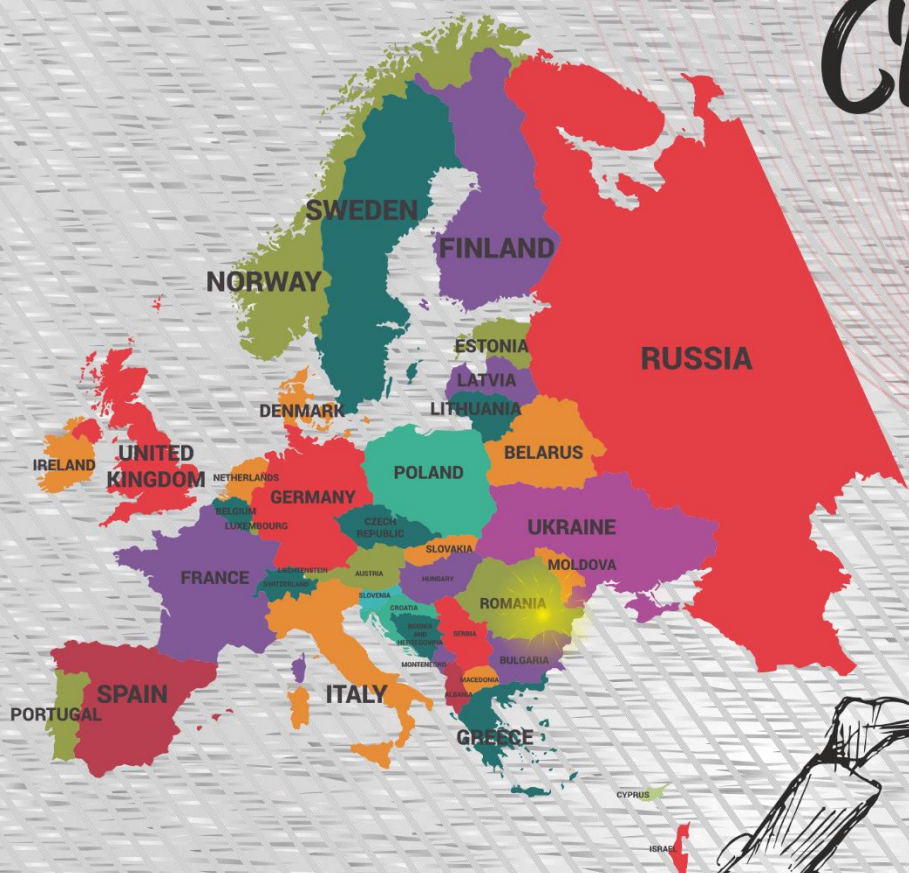 SWEDEN
FINLAND
NORWAY
ESTONIA
RUSSIA
LATVIA
DENMARK
LITHUANIA
IRELAND
UNITED
KINGDOM
NETHERLANDS
GERMANY
POLAND
BELARUS
BELGIUM
LUXEMBOURG
CZECH
REPUBLIC
UKRAINE
SLOVAKIA
MOLDOVA
FRANCE
LIECHTENSTEIN
SWITZERLAND
AUSTRIA
HUNGARY
SLOVENIA
CROATIA
ROMANIA
BOSNIA
AND
HERZEGOVINA
SERBIA
MONTENEGRO
BULGARIA
MACEDONIA
ALBANIA
SPAIN
PORTUGAL
ITALY
GREECE
CYPRUS
ISRAEL